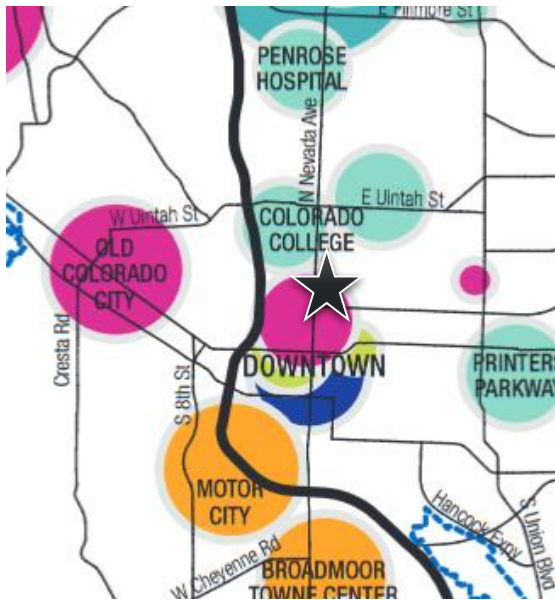 E Fillmore St
PENROSE
HOSPITAL
N Nevada Ave
E Uintah St
W Uintah St
COLORADO
COLLEGE
OLD
COLORADO
CITY
Cresta Rd
S 8th St
DOWNTOWN
PRINTERS
PARKWAY
MOTOR
CITY
Hancock Expy
S Union Blvd
W Cheyenne Rd
BROADMOOR
TOWNE CENTER